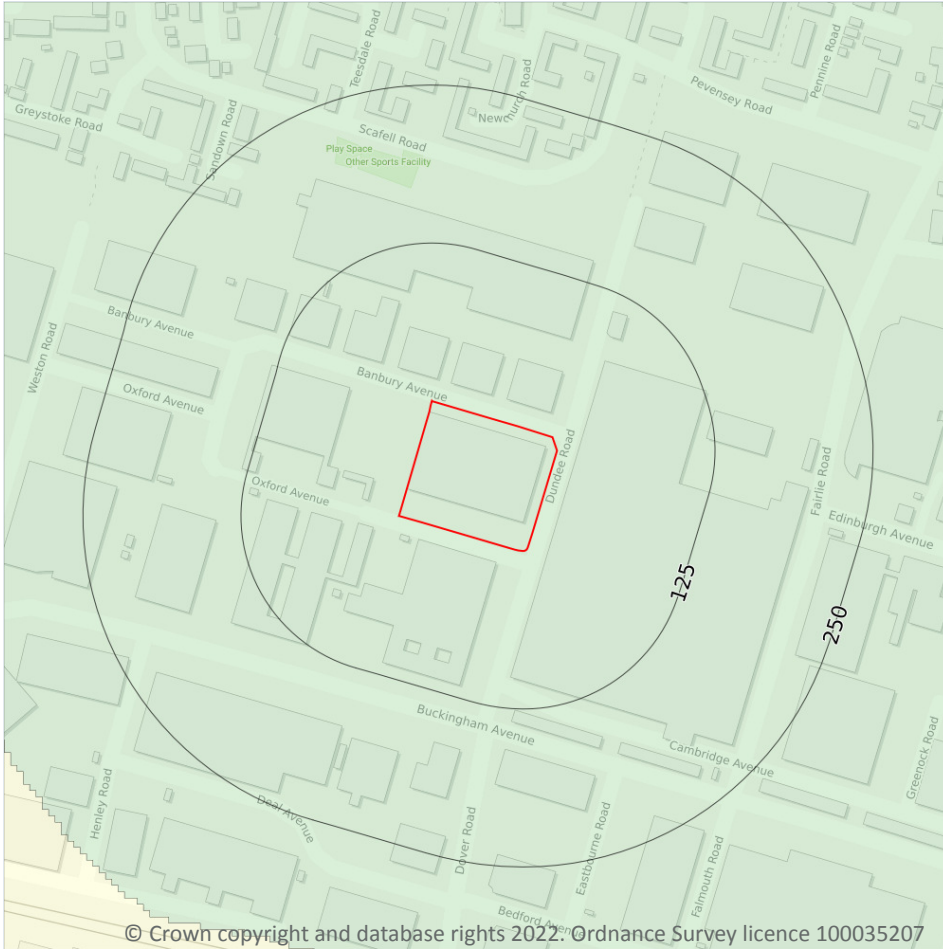 Teesdale Road
Pennine Road
Newchurch Road
Pevensey Road
Greystoke Road
Sandown Road
Scafell Road
Play Space
Other Sports Facility
Banbury Avenue
Weston Road
Oxford Avenue
Banbury Avenue
Dundee Road
Fairlie Road
Oxford Avenue
Edinburgh Avenue
125
250
Buckingham Avenue
Cambridge Avenue
Greenock Road
Henley Road
Deal Avenue
Dover Road
Eastbourne Road
Falmouth Road
Bedford Avenue
© Crown copyright and database rights 2022. Ordnance Survey licence 100035207